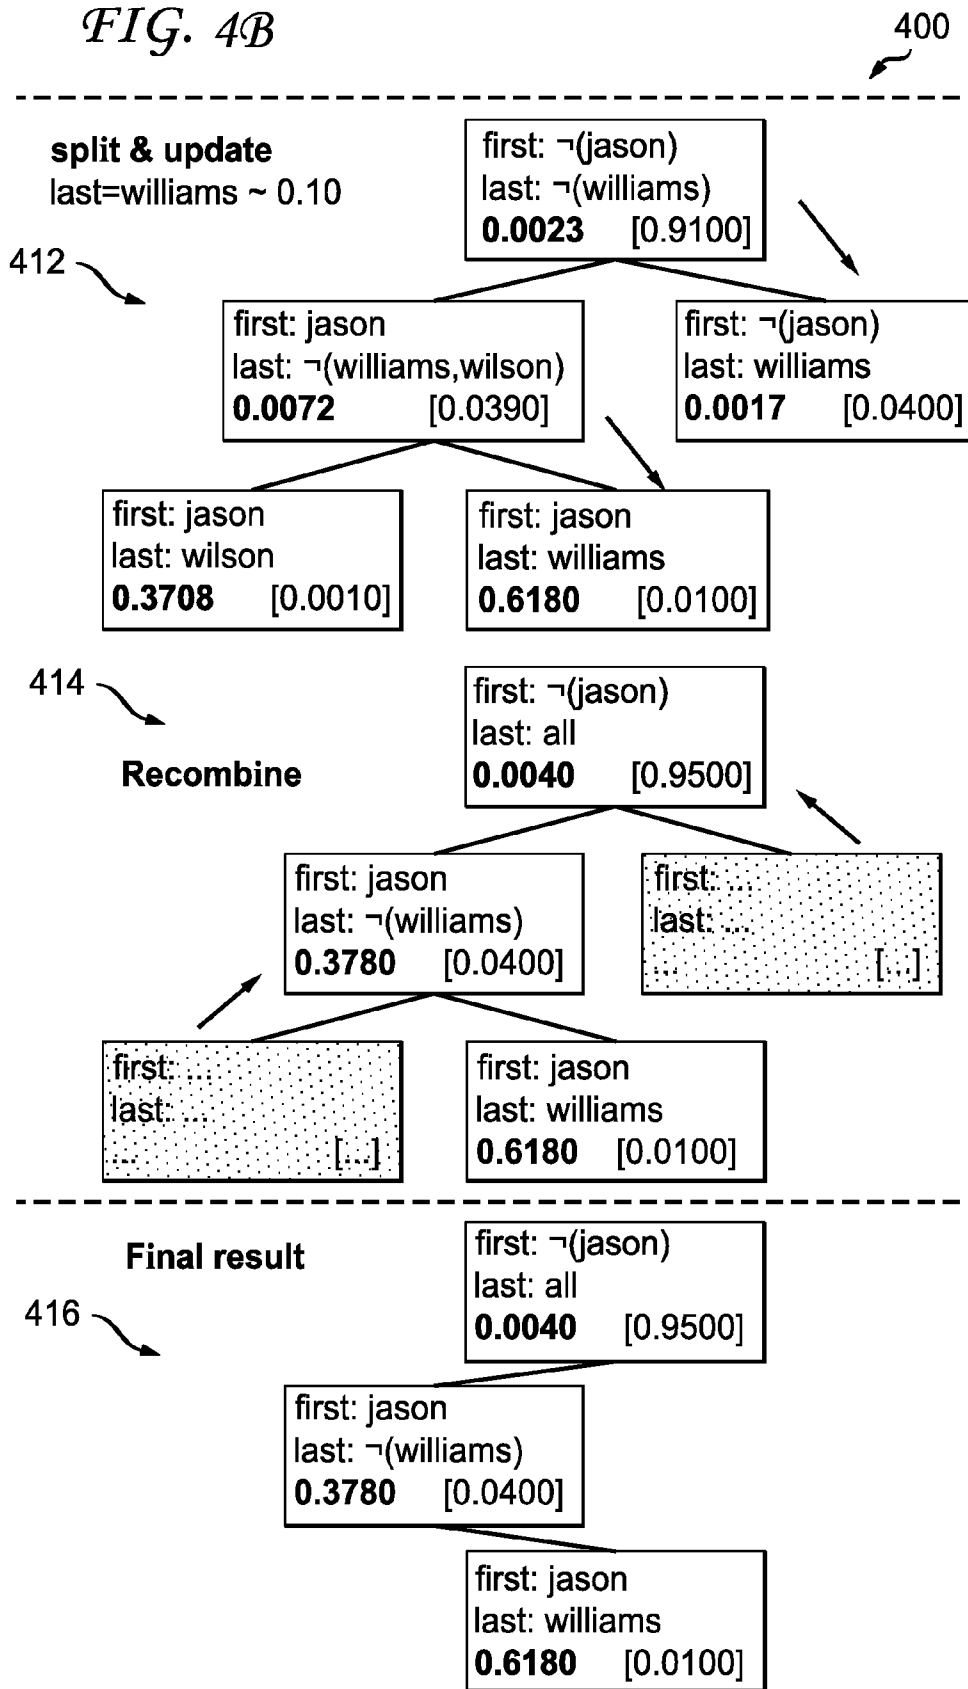 FIG. 4B
400
split & update
last=williams ~ 0.10
412
first: ¬(jason)
last: ¬(williams)
0.0023 [0.9100]
first: jason
last: ¬(williams,wilson)
0.0072 [0.0390]
first: ¬(jason)
last: williams
0.0017 [0.0400]
first: jason
last: wilson
0.3708 [0.0010]
first: jason
last: williams
0.6180 [0.0100]
414
Recombine
first: ¬(jason)
last: all
0.0040 [0.9500]
first: jason
last: ¬(williams)
0.3780 [0.0400]
first: ...
last: ...
... [...]
first: ...
last: ...
... [...]
first: jason
last: williams
0.6180 [0.0100]
Final result
416
first: ¬(jason)
last: all
0.0040 [0.9500]
first: jason
last: ¬(williams)
0.3780 [0.0400]
first: jason
last: williams
0.6180 [0.0100]